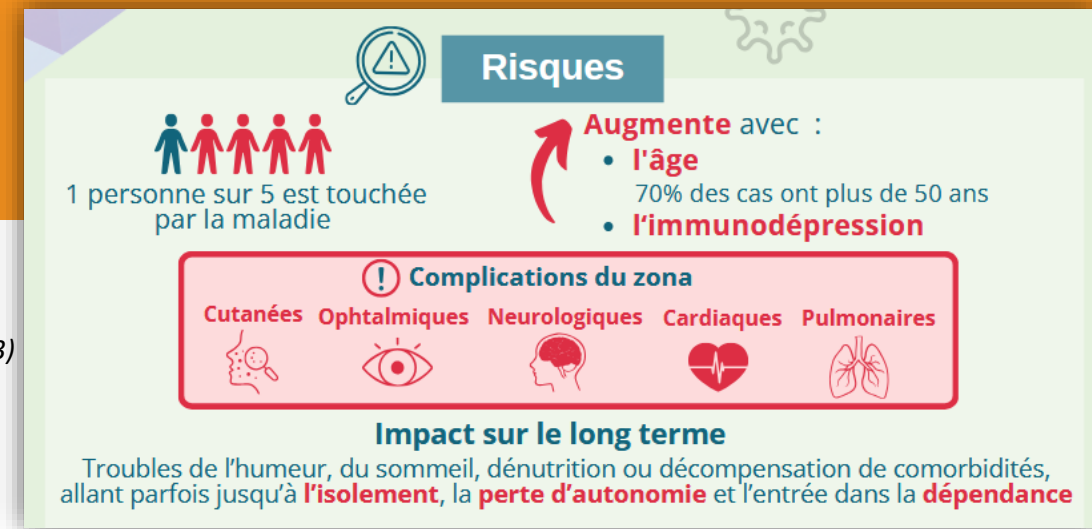 Risques
1 personne sur 5 est touchée
par la maladie
Augmente avec :
• l'âge
70% des cas ont plus de 50 ans
• l'immunodépression
3)
! Complications du zona
Cutanées Ophtalmiques Neurologiques Cardiaques Pulmonaires
Impact sur le long terme
Troubles de l'humeur, du sommeil, dénutrition ou décompensation de comorbidités,
allant parfois jusqu'à l'isolement, la perte d'autonomie et l'entrée dans la dépendance